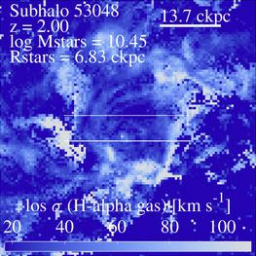 Subhalo 53048
13.7 ckpc
z = 2.00
log Mstars = 10.45
Rstars = 6.83 ckpc
los σ (H-alpha gas) [km s⁻¹]
20 40 60 80 100